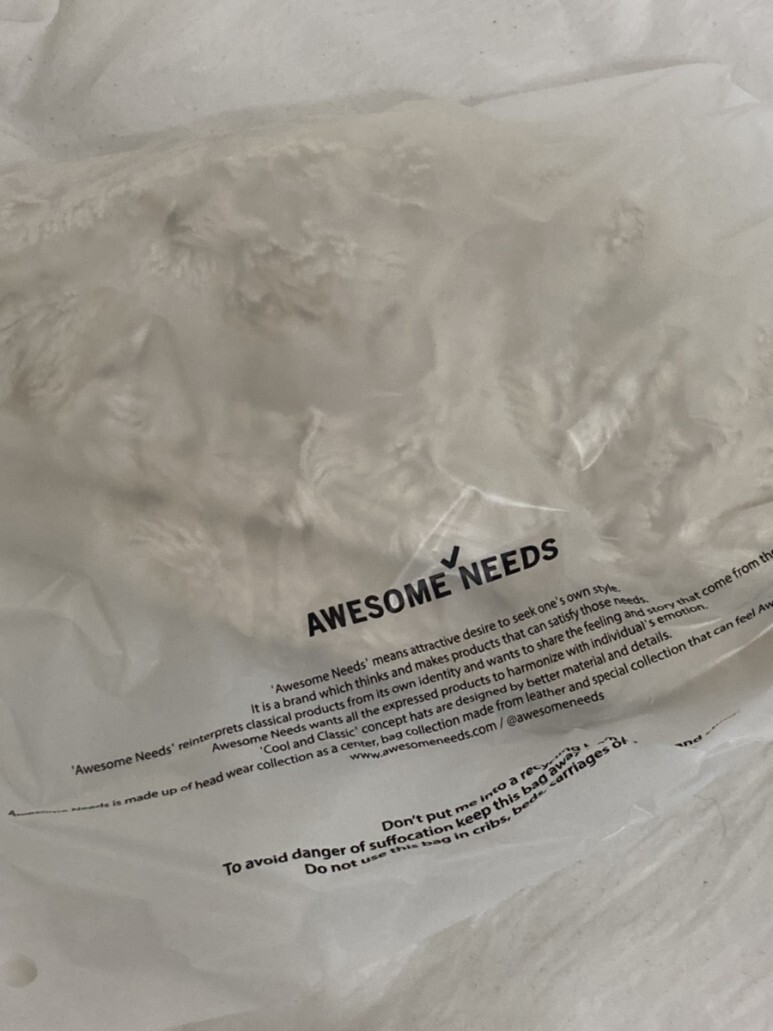 AWESOME NEEDS
'Awesome Needs' means attractive desire to seek one's own style.
It is a brand which thinks and makes products that can satisfy those needs.
'Awesome Needs' reinterprets classical products from its own identity and wants to share the feeling and story that come from the
Awesome Needs wants all the expressed products to harmonize with individual's emotion.
'Cool and Classic' concept hats are designed by better material and details.
Awesome Needs is made up of head wear collection as a center, bag collection made from leather and special collection that can feel Aw
www.awesomeneeds.com / @awesomeneeds
Don't put me into a
To avoid danger of suffocation keep this bag away
Do not use this bag in cribs, beds, carriages or